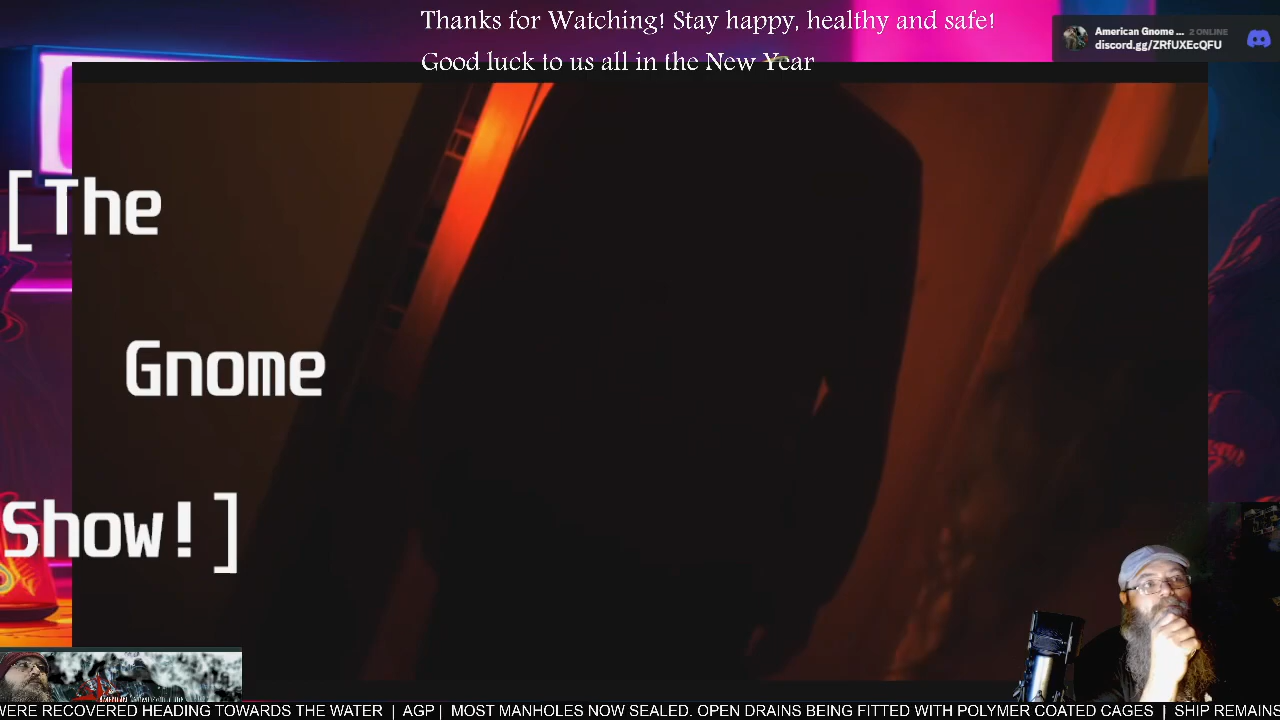 Thanks for Watching! Stay happy, healthy and safe!
Good luck to us all in the New Year
American Gnome ... 2 ONLINE
discord.gg/ZRfUXEcQFU
[The
Gnome
Show!]
WERE RECOVERED HEADING TOWARDS THE WATER | AGP | MOST MANHOLES NOW SEALED. OPEN DRAINS BEING FITTED WITH POLYMER COATED CAGES | SHIP REMAINS